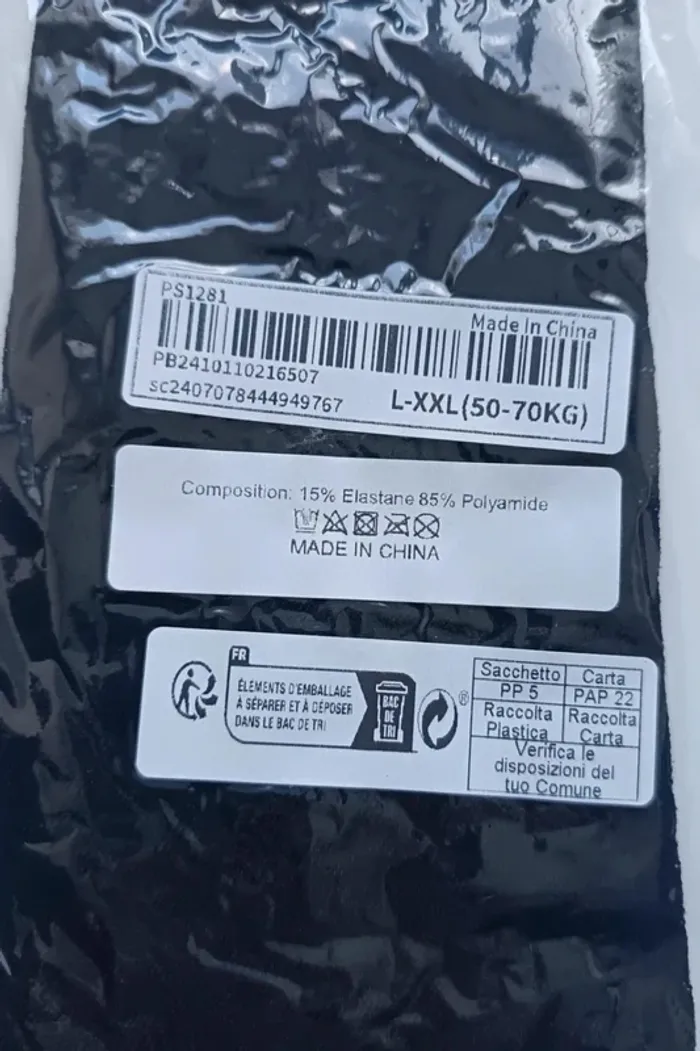 PS1281
Made In China
PB2410110216507
sc2407078444949767
L-XXL(50-70KG)
Composition: 15% Elastane 85% Polyamide
MADE IN CHINA
FR
ÉLEMENTS D'EMBALLAGE
À SÉPARER ET À DÉPOSER
DANS LE BAC DE TRI
BAC
DE
TRI
®
Sacchetto Carta
PP 5 PAP 22
Raccolta Raccolta
Plastica Carta
Verifica le
disposizioni del
tuo Comune